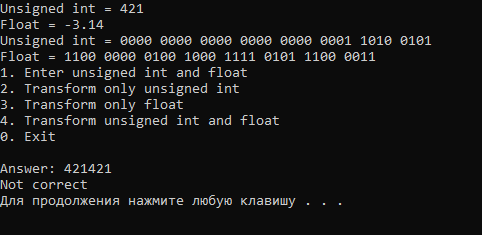 Unsigned int = 421
Float = -3.14
Unsigned int = 0000 0000 0000 0000 0000 0001 1010 0101
Float = 1100 0000 0100 1000 1111 0101 1100 0011
1. Enter unsigned int and float
2. Transform only unsigned int
3. Transform only float
4. Transform unsigned int and float
0. Exit
Answer: 421421
Not correct
Для продолжения нажмите любую клавишу . . .